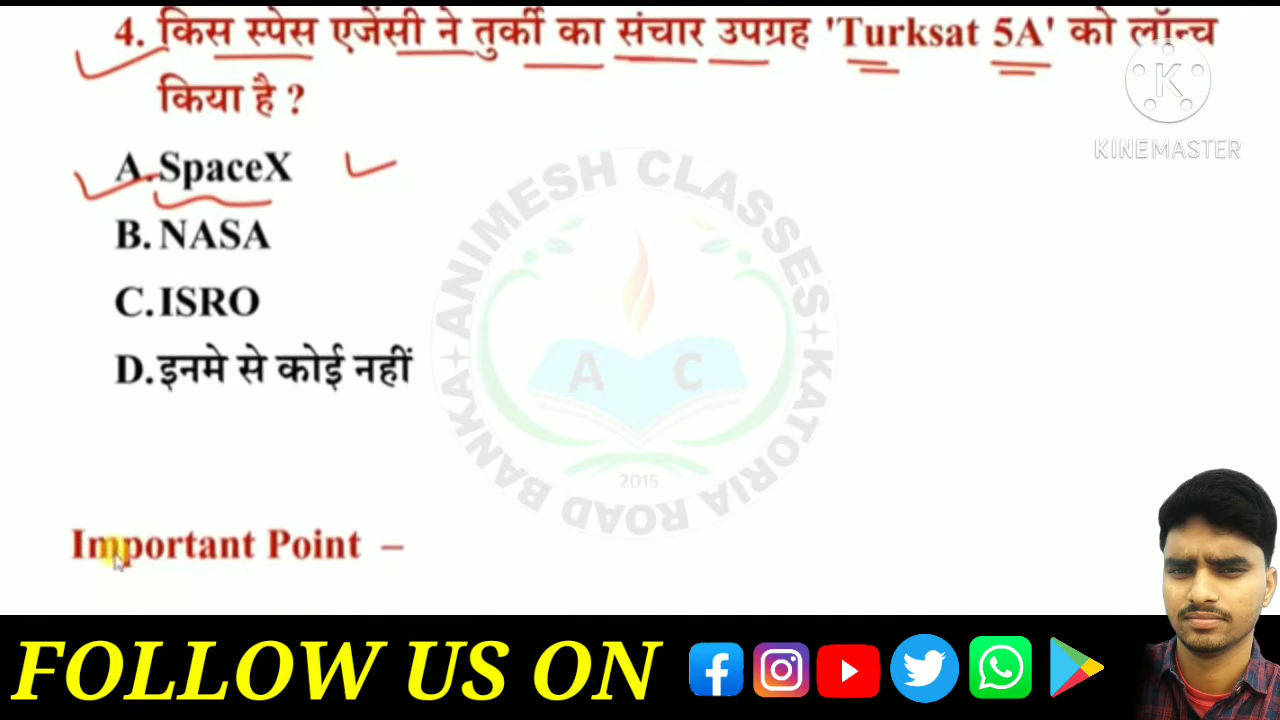 4. किस स्पेस एजेंसी ने तुर्की का संचार उपग्रह 'Turksat 5A' को लॉन्च
किया है ?
A. SpaceX
B. NASA
C. ISRO
D. इनमे से कोई नहीं
Important Point –
K
KINEMASTER
ANIMESH CLASSES
KATORIA ROAD BANKA
A C
2015
FOLLOW US ON